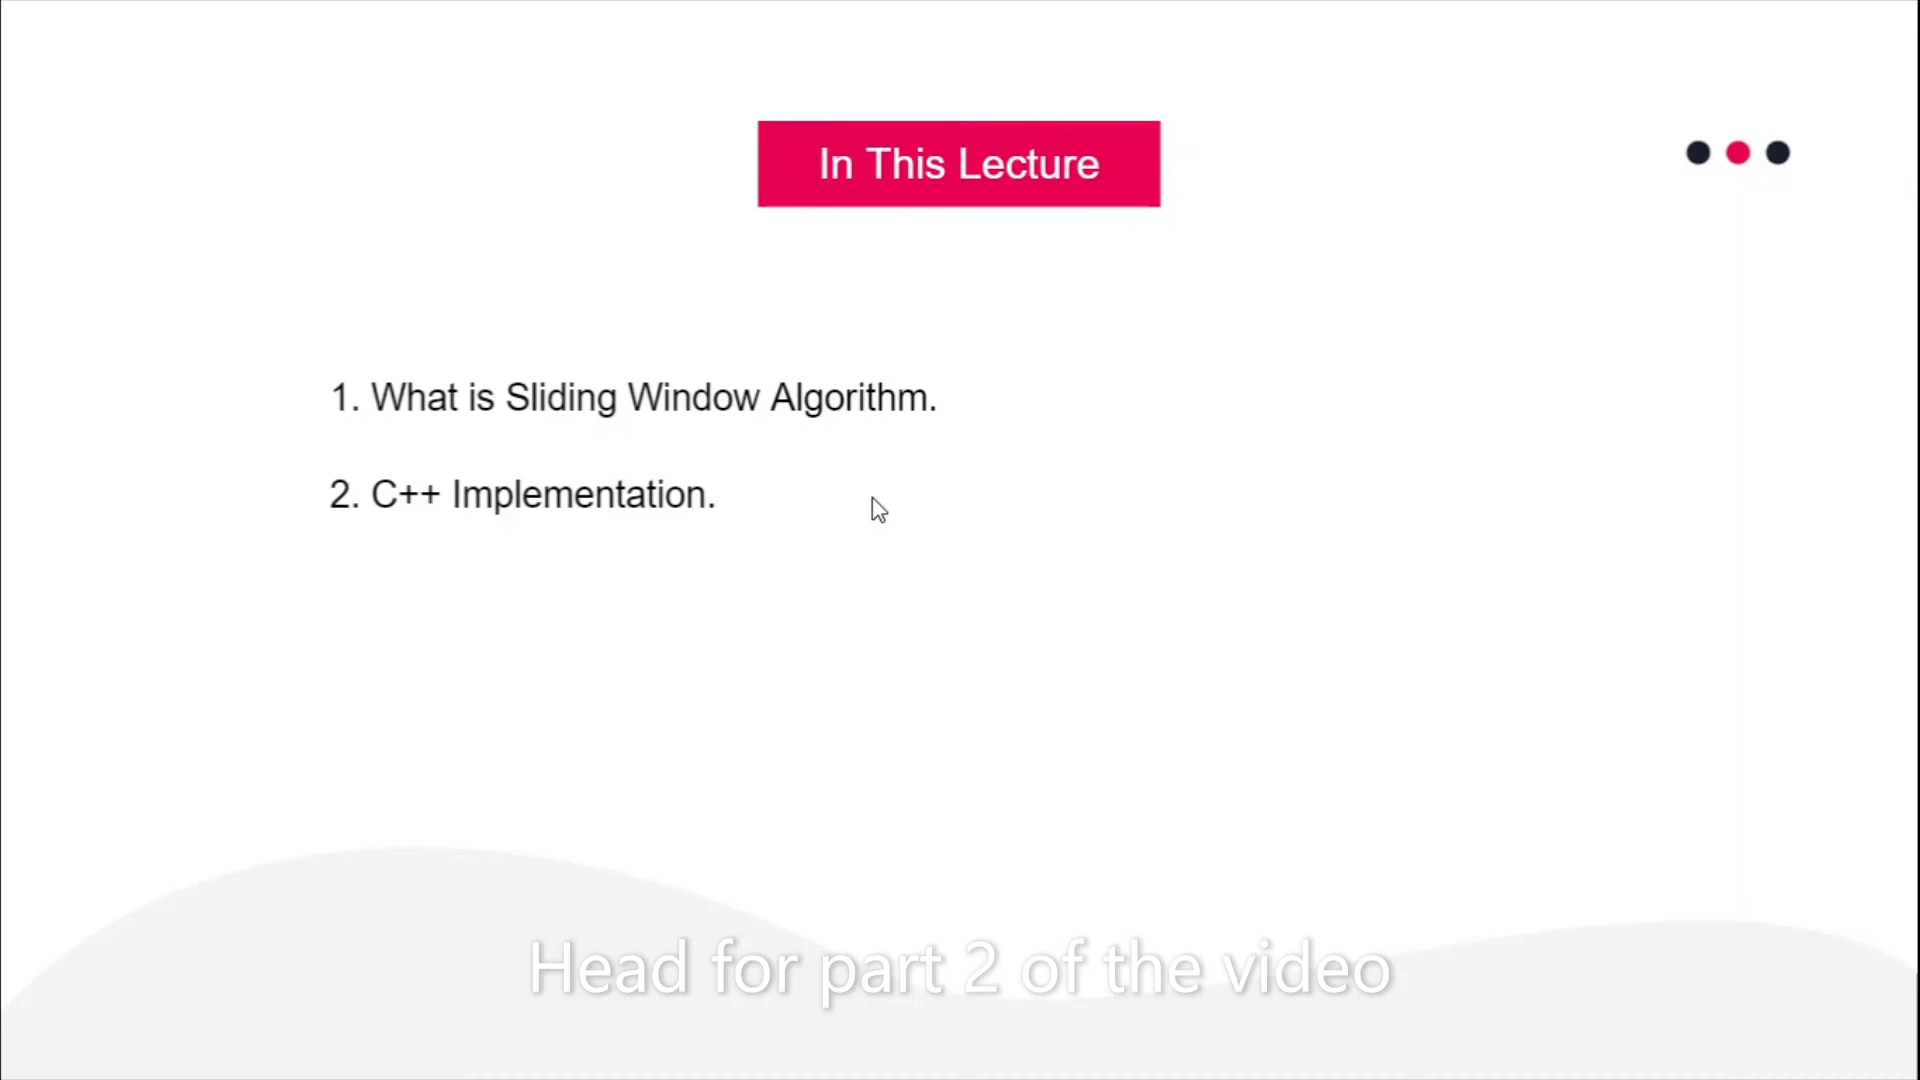 In This Lecture
1. What is Sliding Window Algorithm.
2. C++ Implementation.
Head for part 2 of the video